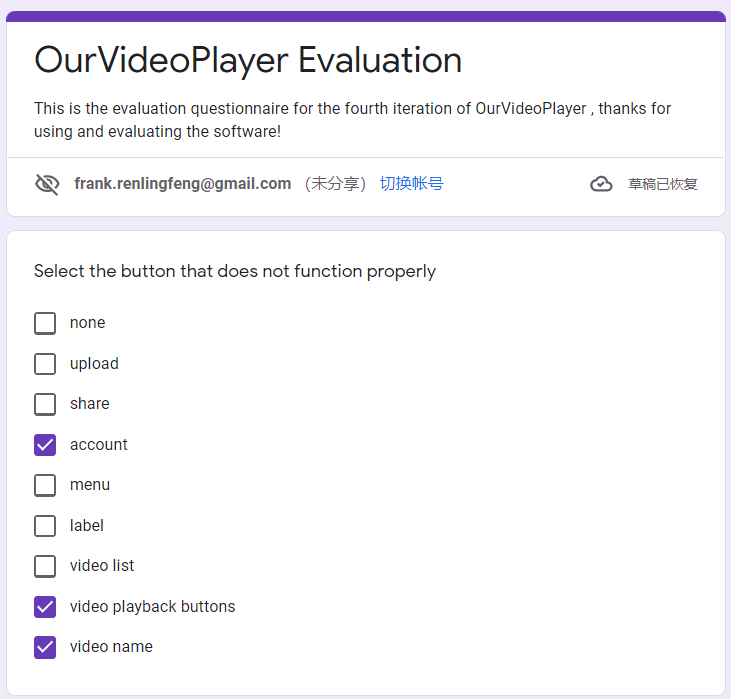 OurVideoPlayer Evaluation
This is the evaluation questionnaire for the fourth iteration of OurVideoPlayer , thanks for
using and evaluating the software!
frank.renlingfeng@gmail.com （未分享） 切换帐号 草稿已恢复
Select the button that does not function properly
none
upload
share
account
menu
label
video list
video playback buttons
video name